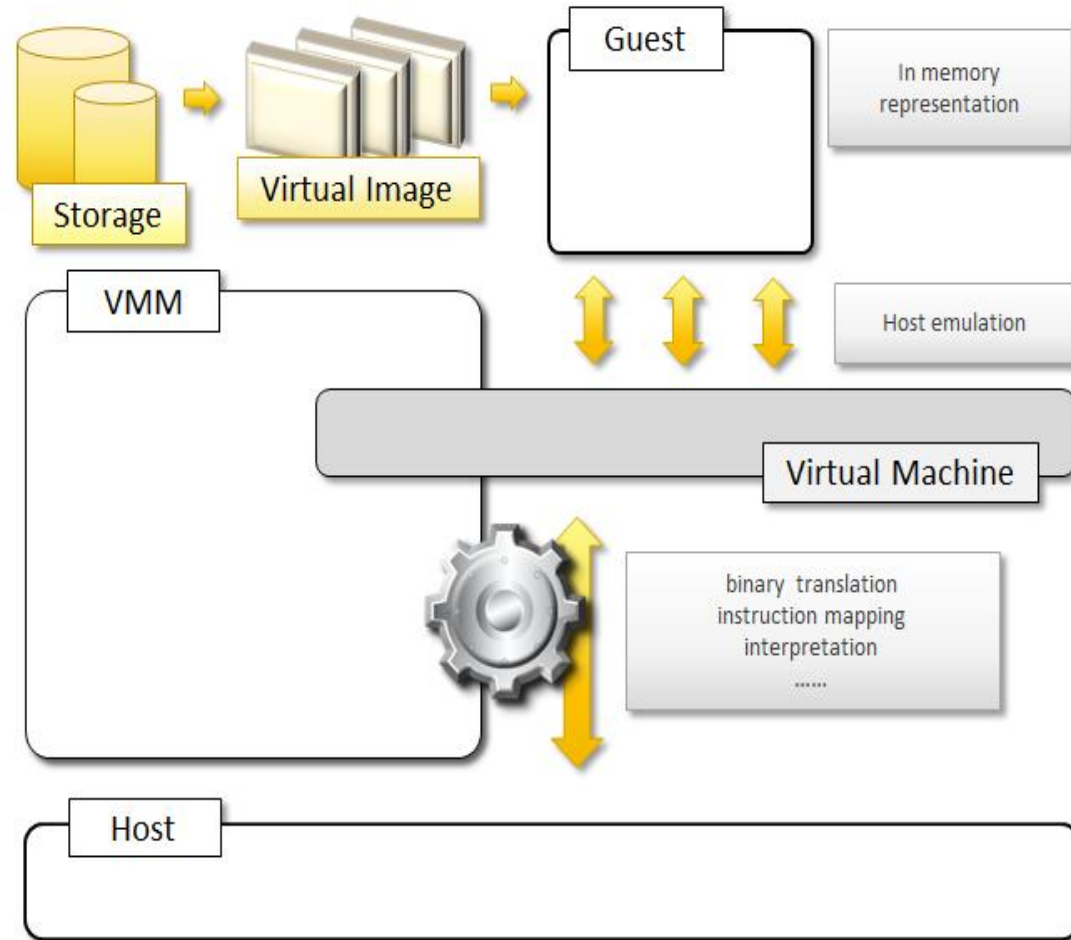 Guest
In memory
representation
Virtual Image
Storage
VMM
Host emulation
Virtual Machine
binary translation
instruction mapping
interpretation
......
Host